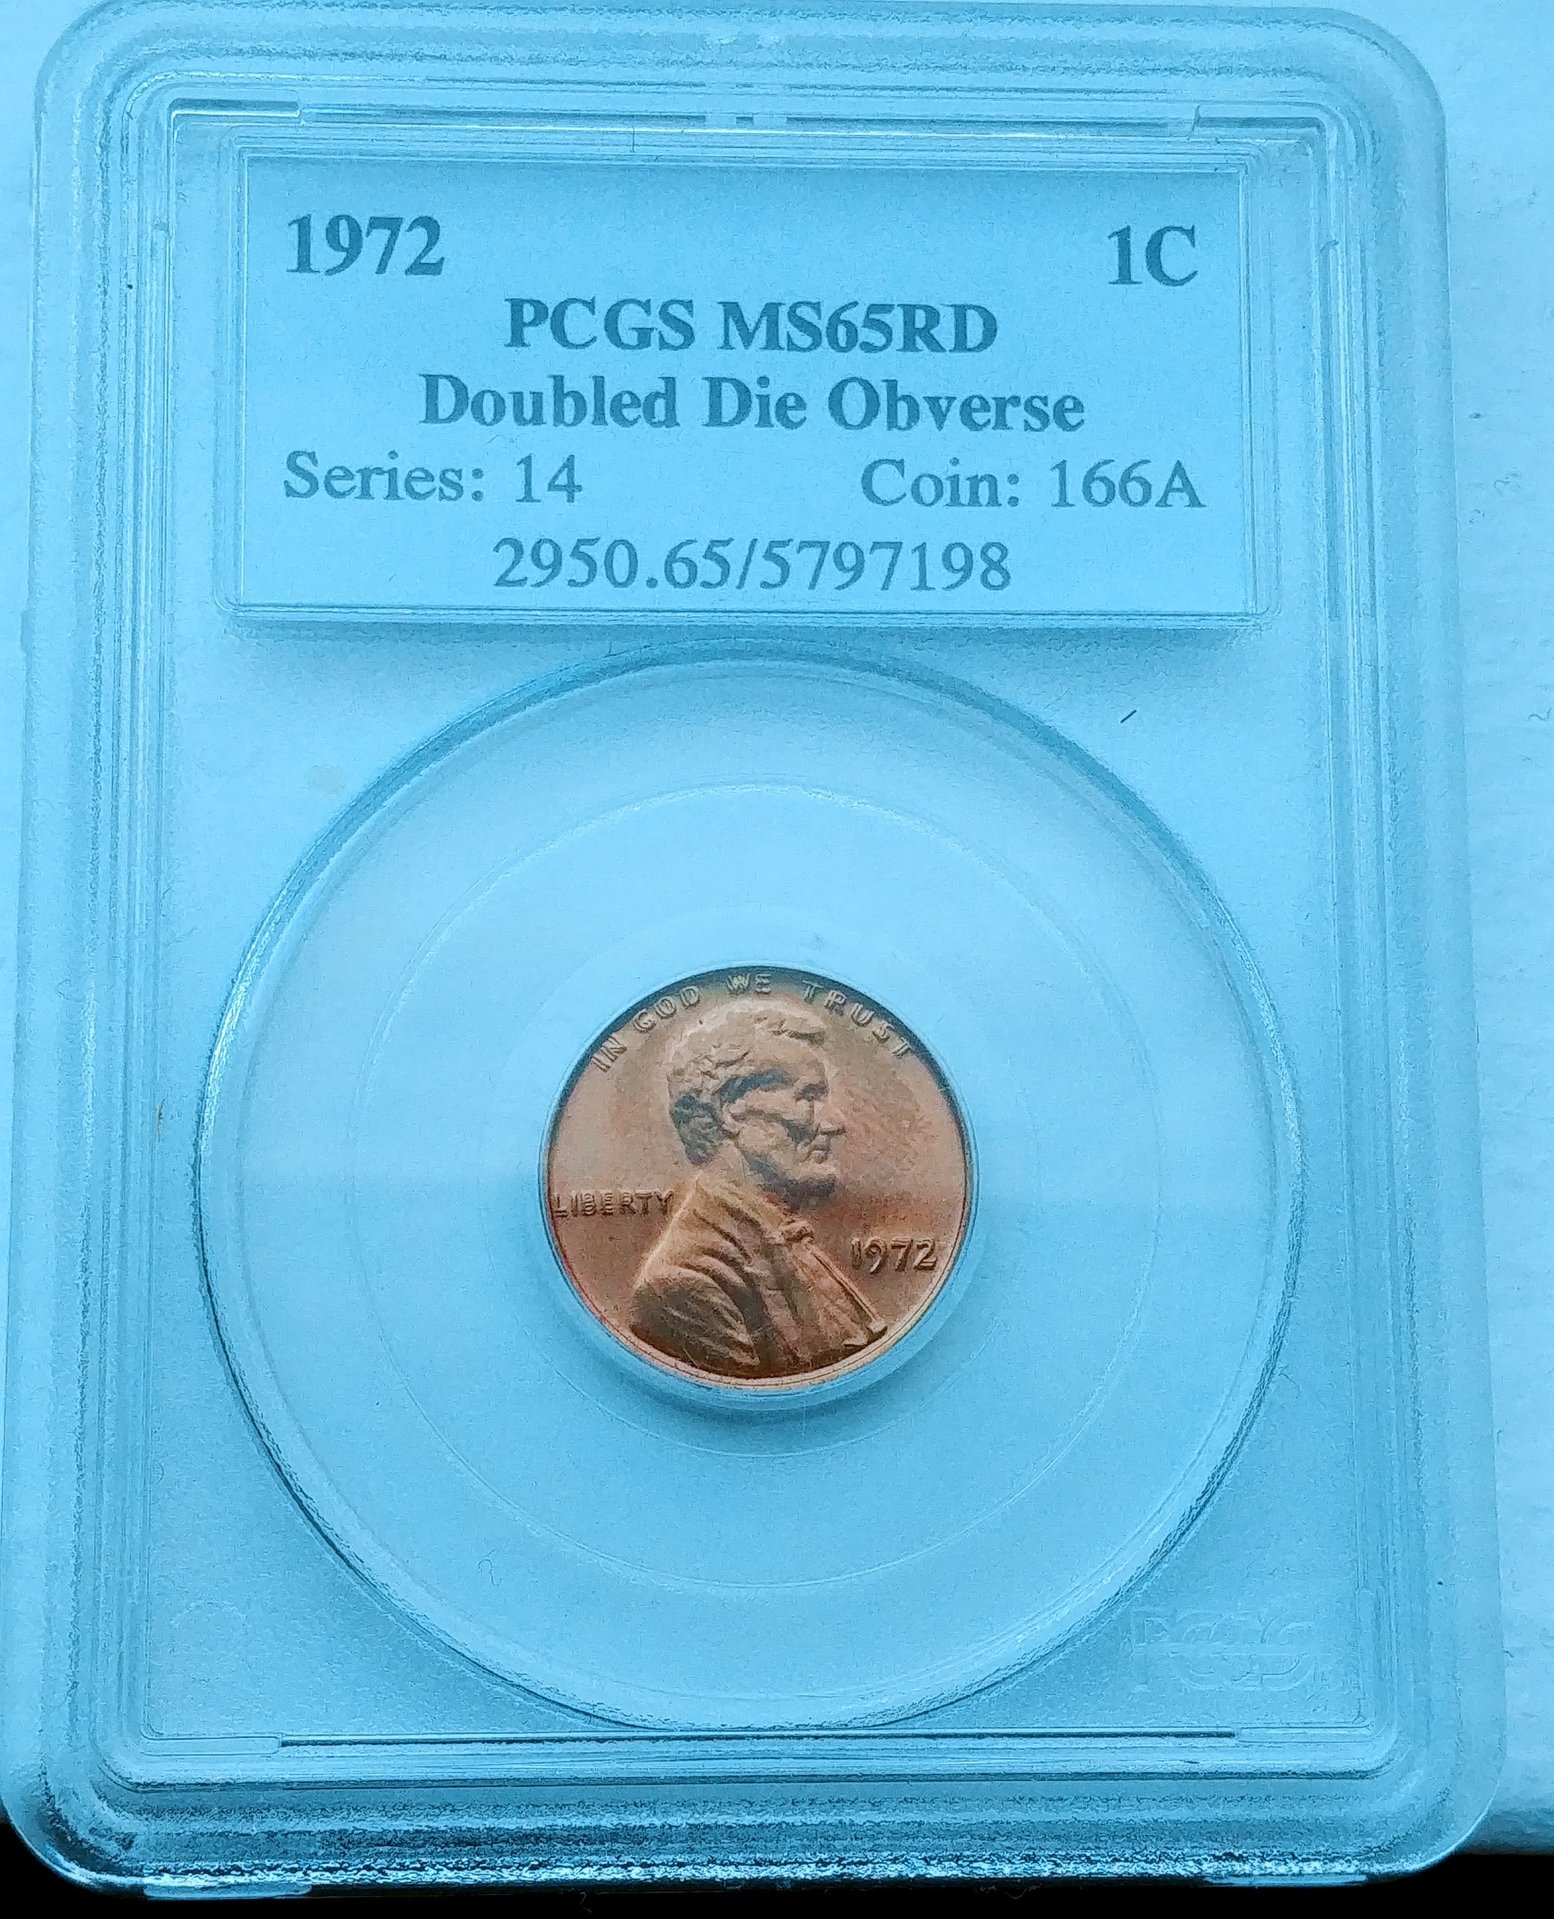 1972 1C
PCGS MS65RD
Doubled Die Obverse
Series: 14 Coin: 166A
2950.65/5797198
IN GOD WE TRUST
LIBERTY
1972
PCGS